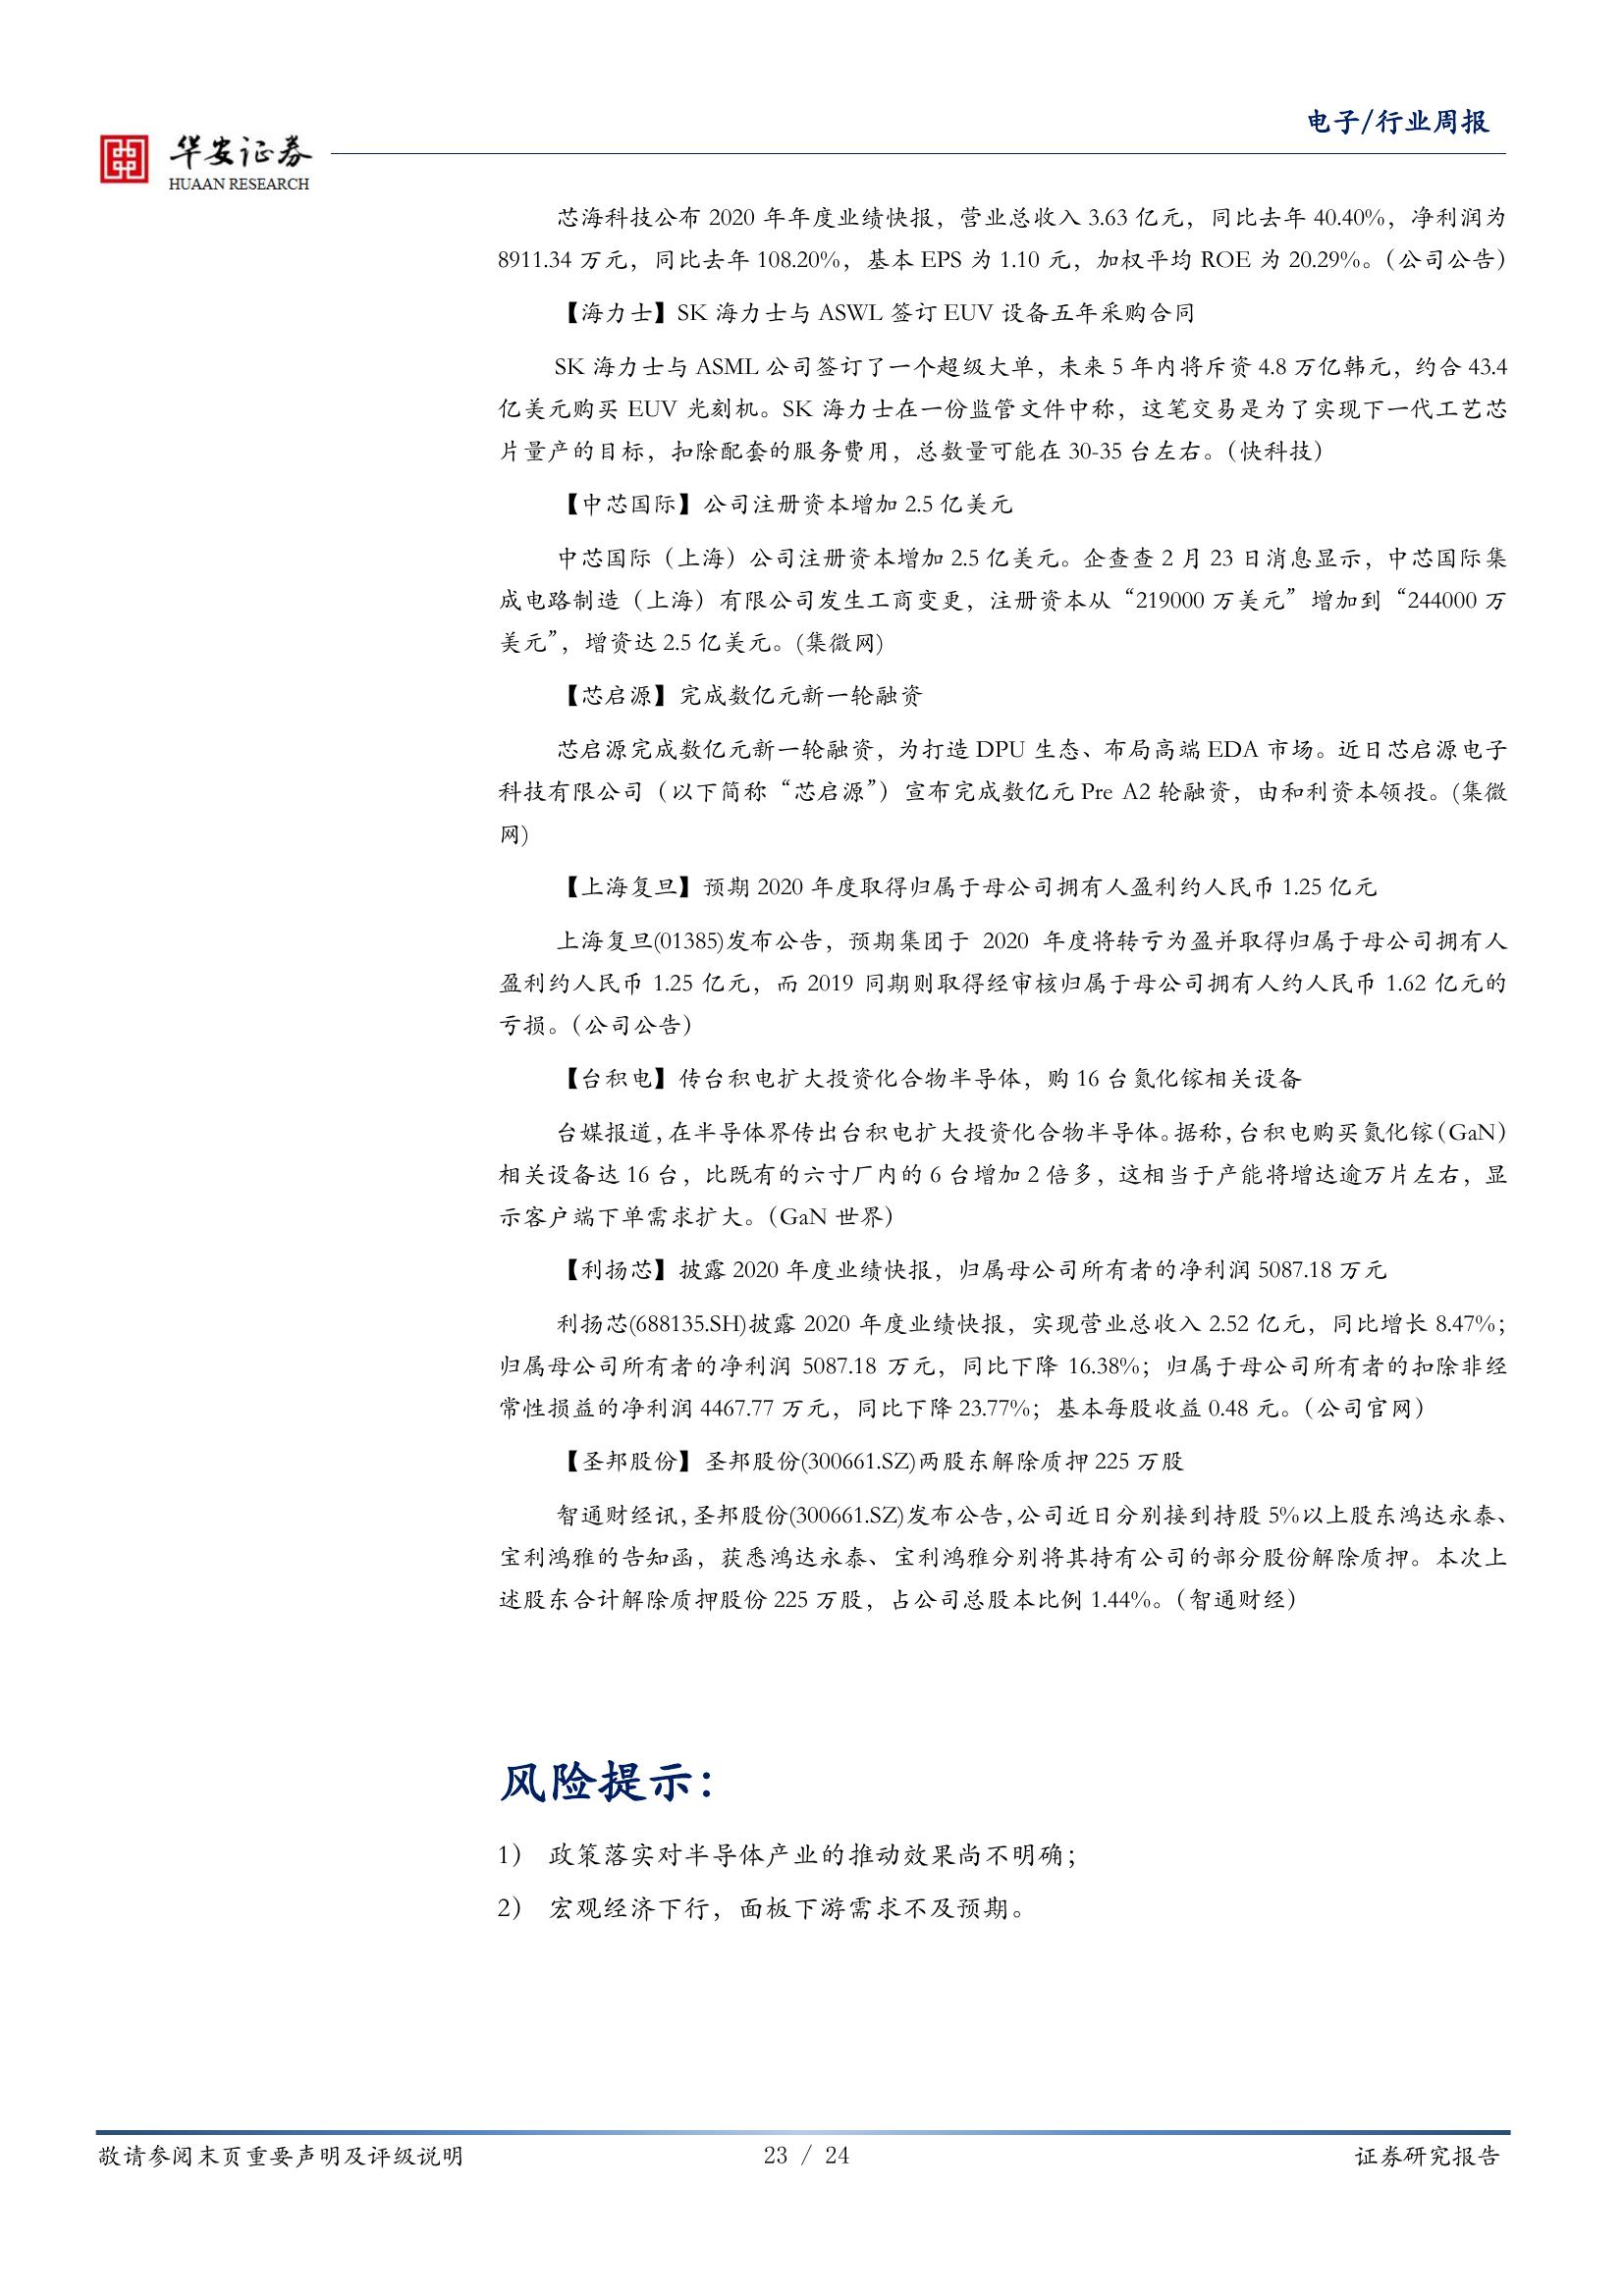 电子/行业周报
华安证券
HUAAN RESEARCH
芯海科技公布 2020 年年度业绩快报，营业总收入 3.63 亿元，同比去年 40.40%，净利润为
8911.34 万元，同比去年 108.20%，基本 EPS 为 1.10 元，加权平均 ROE 为 20.29%。（公司公告）
【海力士】SK 海力士与 ASWL 签订 EUV 设备五年采购合同
SK 海力士与 ASML 公司签订了一个超级大单，未来 5 年内将斥资 4.8 万亿韩元，约合 43.4
亿美元购买 EUV 光刻机。SK 海力士在一份监管文件中称，这笔交易是为了实现下一代工艺芯
片量产的目标，扣除配套的服务费用，总数量可能在 30-35 台左右。（快科技）
【中芯国际】公司注册资本增加 2.5 亿美元
中芯国际（上海）公司注册资本增加 2.5 亿美元。企查查 2 月 23 日消息显示，中芯国际集
成电路制造（上海）有限公司发生工商变更，注册资本从“219000 万美元”增加到“244000 万
美元”，增资达 2.5 亿美元。(集微网)
【芯启源】完成数亿元新一轮融资
芯启源完成数亿元新一轮融资，为打造 DPU 生态、布局高端 EDA 市场。近日芯启源电子
科技有限公司（以下简称“芯启源”）宣布完成数亿元 Pre A2 轮融资，由和利资本领投。(集微
网)
【上海复旦】预期 2020 年度取得归属于母公司拥有人盈利约人民币 1.25 亿元
上海复旦(01385)发布公告，预期集团于 2020 年度将转亏为盈并取得归属于母公司拥有人
盈利约人民币 1.25 亿元，而 2019 同期则取得经审核归属于母公司拥有人约人民币 1.62 亿元的
亏损。（公司公告）
【台积电】传台积电扩大投资化合物半导体，购 16 台氮化镓相关设备
台媒报道，在半导体界传出台积电扩大投资化合物半导体。据称，台积电购买氮化镓（GaN）
相关设备达 16 台，比既有的六寸厂内的 6 台增加 2 倍多，这相当于产能将增达逾万片左右，显
示客户端下单需求扩大。（GaN 世界）
【利扬芯】披露 2020 年度业绩快报，归属母公司所有者的净利润 5087.18 万元
利扬芯(688135.SH)披露 2020 年度业绩快报，实现营业总收入 2.52 亿元，同比增长 8.47%；
归属母公司所有者的净利润 5087.18 万元，同比下降 16.38%；归属于母公司所有者的扣除非经
常性损益的净利润 4467.77 万元，同比下降 23.77%；基本每股收益 0.48 元。（公司官网）
【圣邦股份】圣邦股份(300661.SZ)两股东解除质押 225 万股
智通财经讯，圣邦股份(300661.SZ)发布公告，公司近日分别接到持股 5%以上股东鸿达永泰、
宝利鸿雅的告知函，获悉鸿达永泰、宝利鸿雅分别将其持有公司的部分股份解除质押。本次上
述股东合计解除质押股份 225 万股，占公司总股本比例 1.44%。（智通财经）
风险提示：
1） 政策落实对半导体产业的推动效果尚不明确；
2） 宏观经济下行，面板下游需求不及预期。
敬请参阅末页重要声明及评级说明
23 / 24
证券研究报告